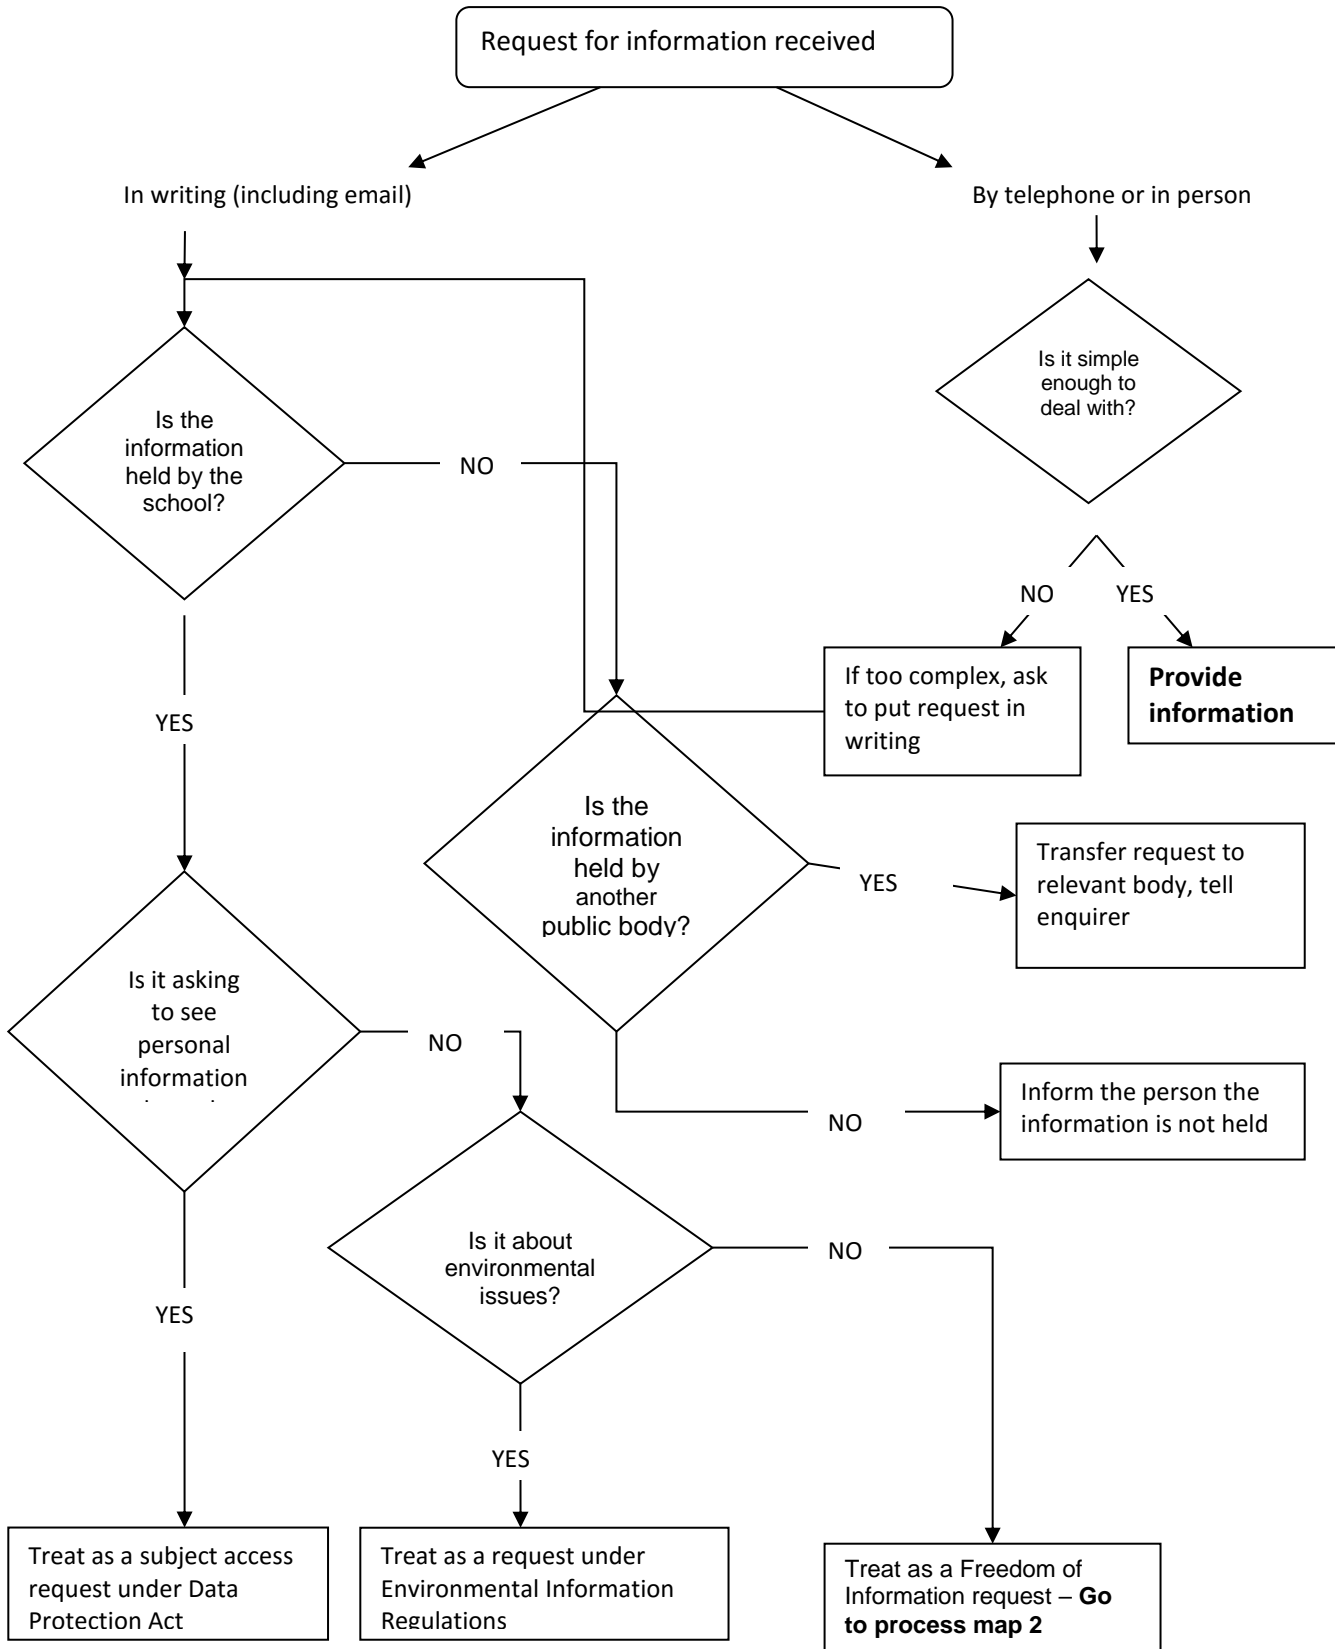 Request for information received
In writing (including email)
By telephone or in person
Is it simple
enough to
deal with?
Is the
information
held by the
school?
NO
NO
YES
If too complex, ask
to put request in
writing
Provide
information
YES
Is the
information
held by
another
public body?
YES
Transfer request to
relevant body, tell
enquirer
Is it asking
to see
personal
information
NO
NO
Inform the person the
information is not held
Is it about
environmental
issues?
NO
YES
YES
Treat as a subject access
request under Data
Protection Act
Treat as a request under
Environmental Information
Regulations
Treat as a Freedom of
Information request – Go
to process map 2